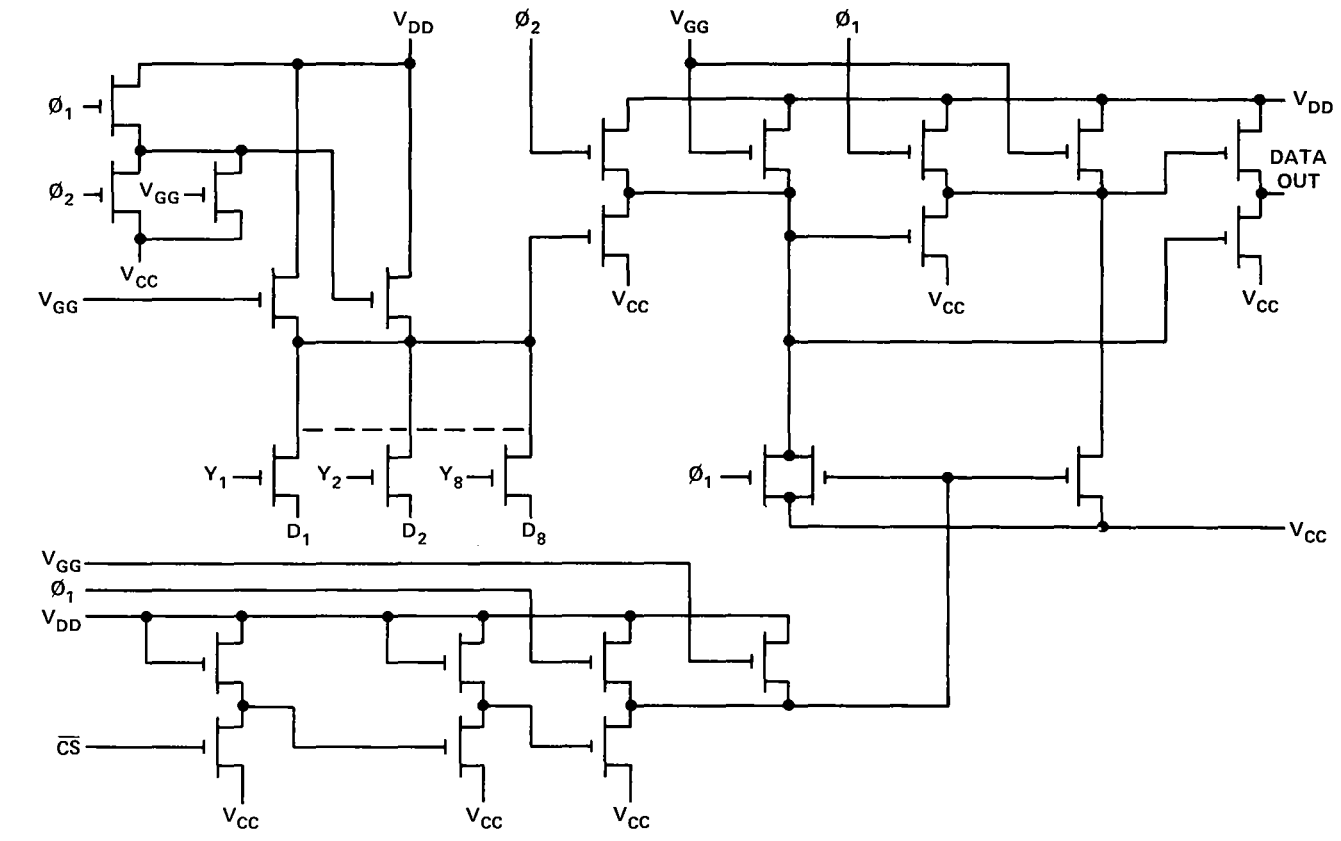 V_DD
Ø_2
V_GG
Ø_1
Ø_1
V_DD
DATA
OUT
Ø_2
V_GG
V_CC
V_GG
V_CC
V_CC
V_CC
Y_1
Y_2
Y_8
Ø_1
D_1
D_2
D_8
V_CC
V_GG
Ø_1
V_DD
C̅S̅
V_CC
V_CC
V_CC